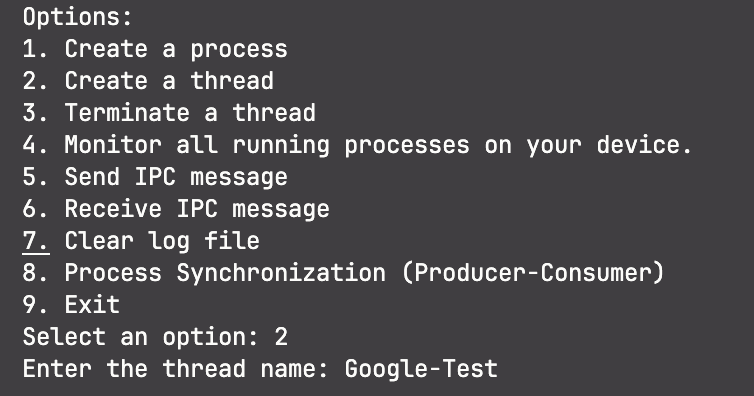 Options:
1. Create a process
2. Create a thread
3. Terminate a thread
4. Monitor all running processes on your device.
5. Send IPC message
6. Receive IPC message
7. Clear log file
8. Process Synchronization (Producer-Consumer)
9. Exit
Select an option: 2
Enter the thread name: Google-Test